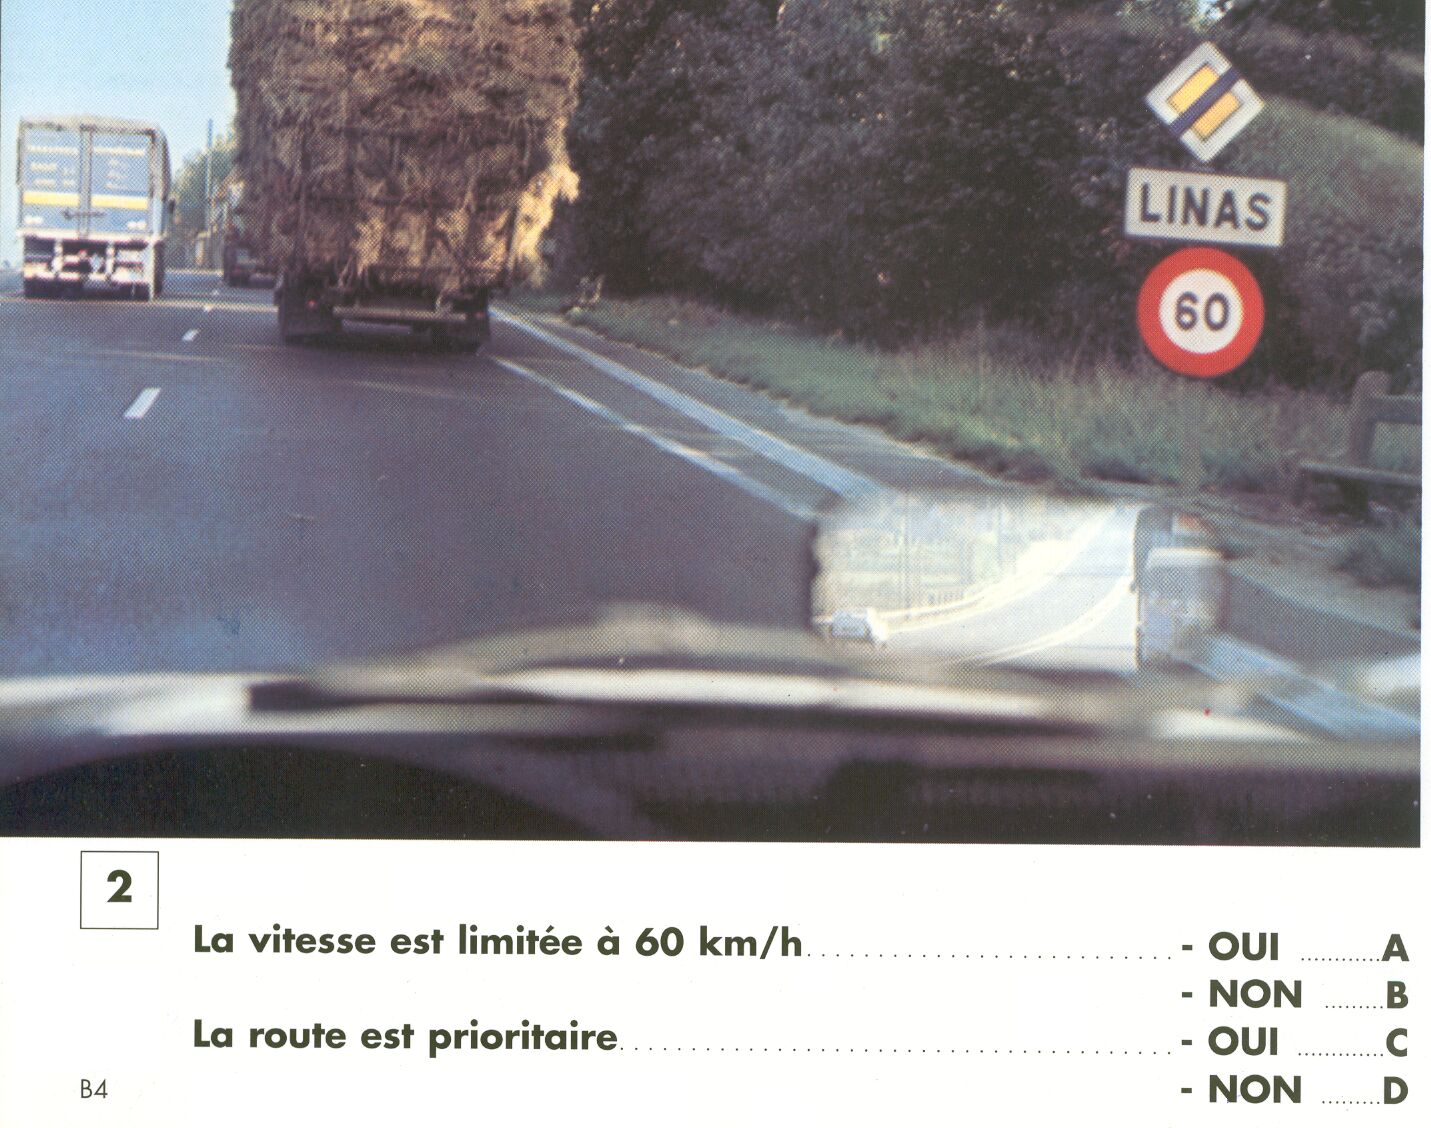 LINAS
60
2
La vitesse est limitée à 60 km/h - OUI A
- NON B
La route est prioritaire - OUI C
- NON D
B4